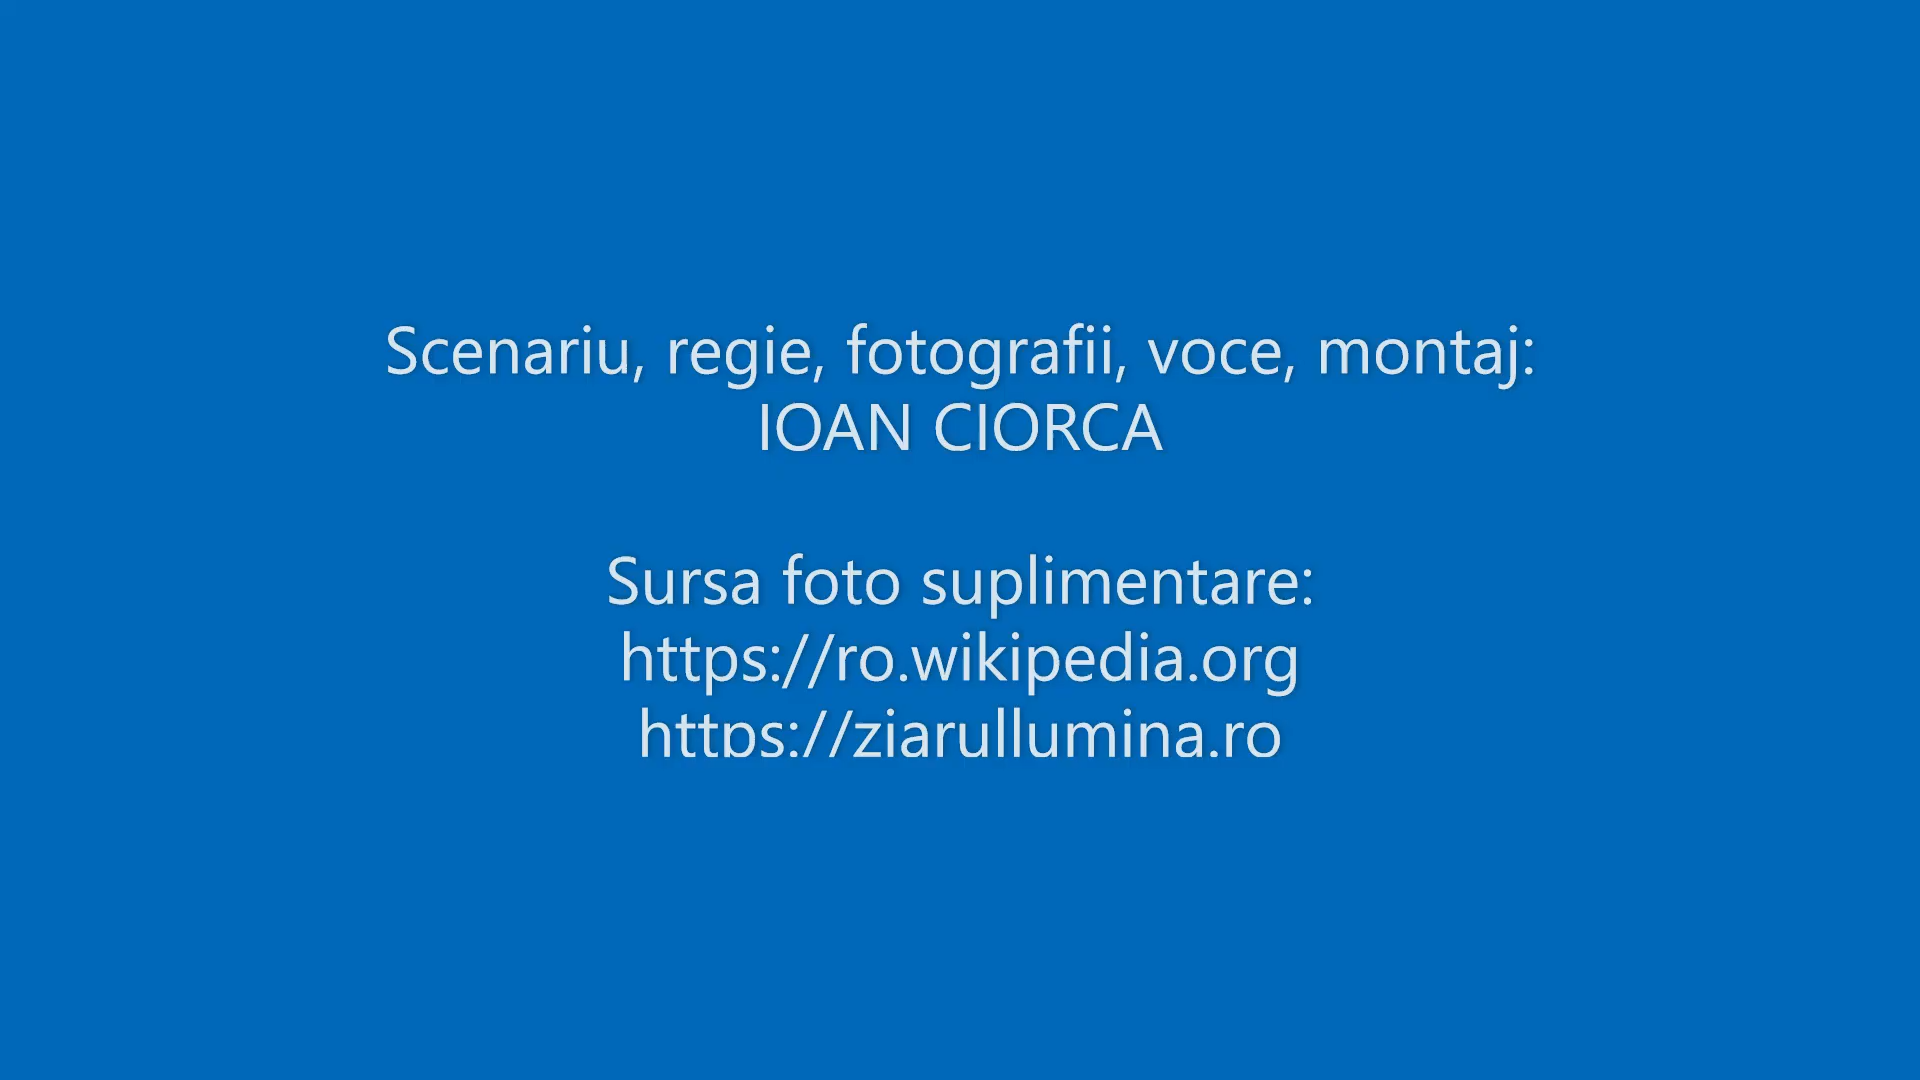 Scenariu, regie, fotografii, voce, montaj:
IOAN CIORCA
Sursa foto suplimentare:
https://ro.wikipedia.org
https://ziarullumina.ro